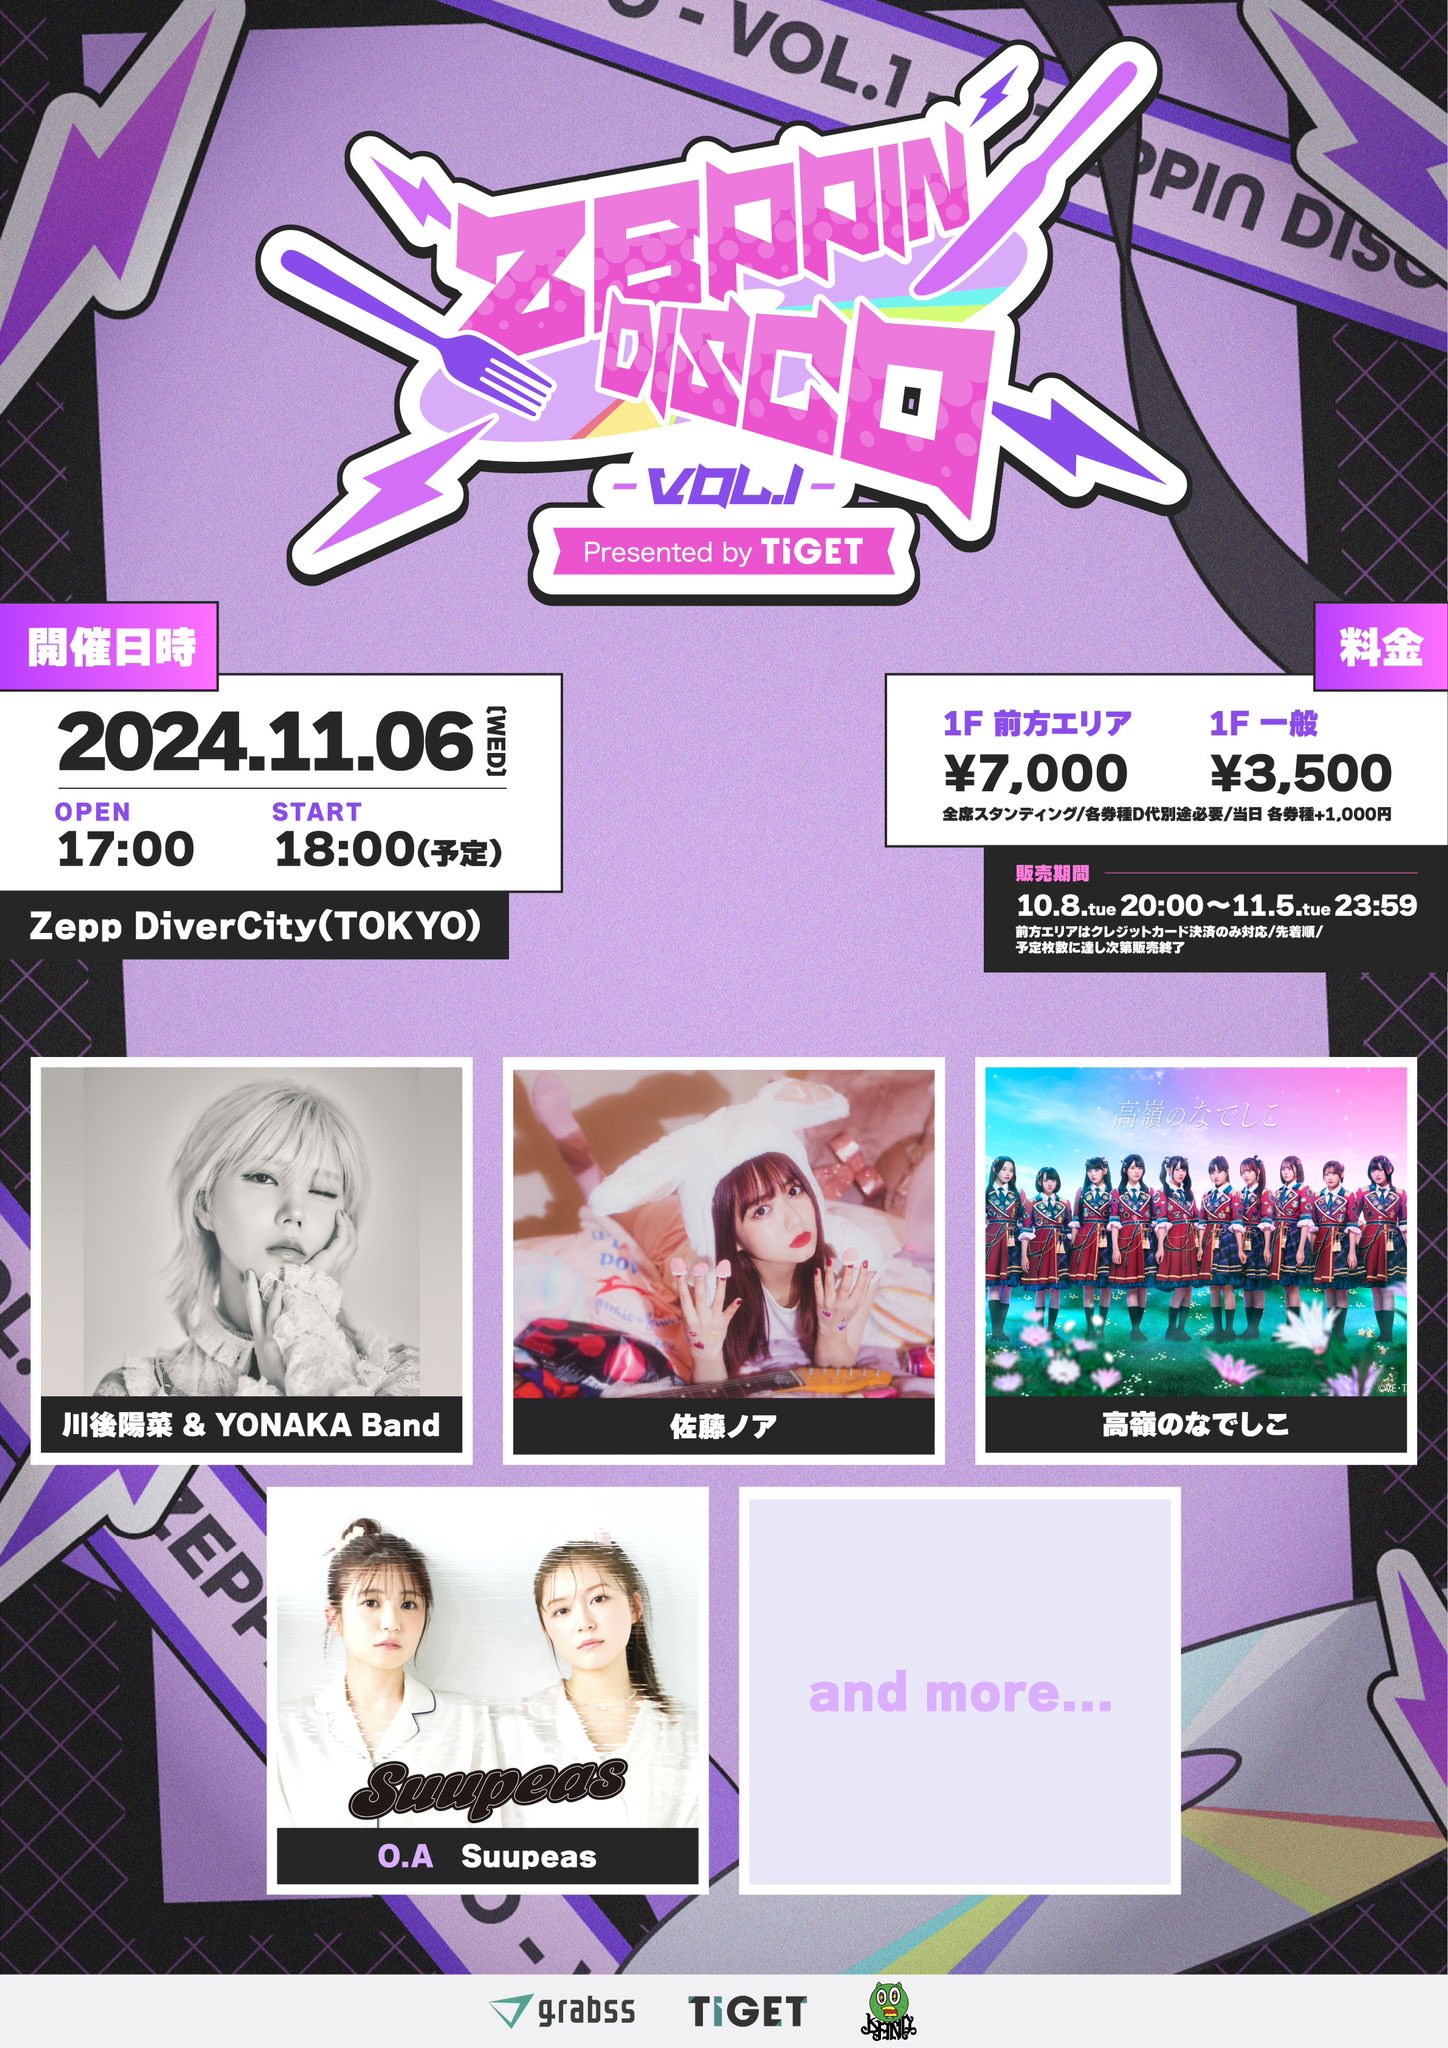 O - VOL.1 -
ZEPPIN DISCO
ZEPPIN
DISCO
- VOL.1 -
Presented by TiGET
開催日時
2024.11.06 [WED]
OPEN
START
17:00
18:00(予定)
Zepp DiverCity(TOKYO)
料金
1F 前方エリア
1F 一般
¥7,000
¥3,500
全席スタンディング/各券種D代別途必要/当日 各券種+1,000円
販売期間
10.8.tue 20:00〜11.5.tue 23:59
前方エリアはクレジットカード決済のみ対応/先着順/
予定枚数に達し次第販売終了
高嶺のなでしこ
川後陽菜 & YONAKA Band
佐藤ノア
高嶺のなでしこ
VOL.
ZEPP
O -
Suupeas
O.A Suupeas
and more...
grabss
TiGET